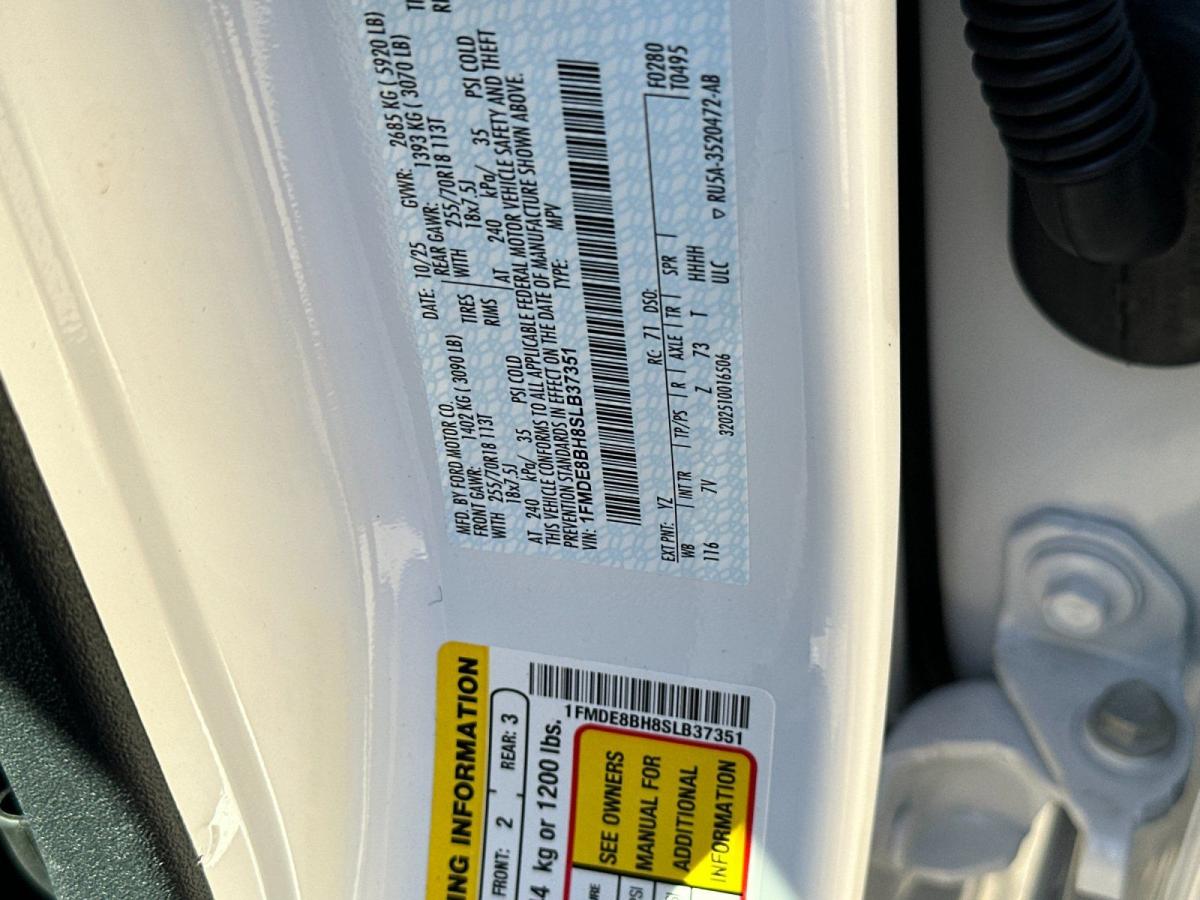 MFD. BY FORD MOTOR CO.
DATE: 10/25 GVWR: 2685 KG ( 5920 LB)
FRONT GAWR: 1402 KG ( 3090 LB)
REAR GAWR: 1393 KG ( 3070 LB)
WITH 255/70R18 113T TIRES WITH 255/70R18 113T
18x7.5J RIMS 18x7.5J
AT 240 kPa/ 35 PSI COLD AT 240 kPa/ 35 PSI COLD
THIS VEHICLE CONFORMS TO ALL APPLICABLE FEDERAL MOTOR VEHICLE SAFETY AND THEFT
PREVENTION STANDARDS IN EFFECT ON THE DATE OF MANUFACTURE SHOWN ABOVE.
VIN: 1FMDE8BH8SLB37351 TYPE: MPV
EXT PNT: YZ RC: 71 DSO: F0280
WB INT TR TP/PS R AXLE TR SPR T0495
116 7V Z 73 T HHHH
3202510016506 ULC ▽ RU5A-3520472-AB
ING INFORMATION
FRONT: 2 REAR: 3
kg or 1200 lbs.
1FMDE8BH8SLB37351
SEE OWNERS
MANUAL FOR
ADDITIONAL
INFORMATION